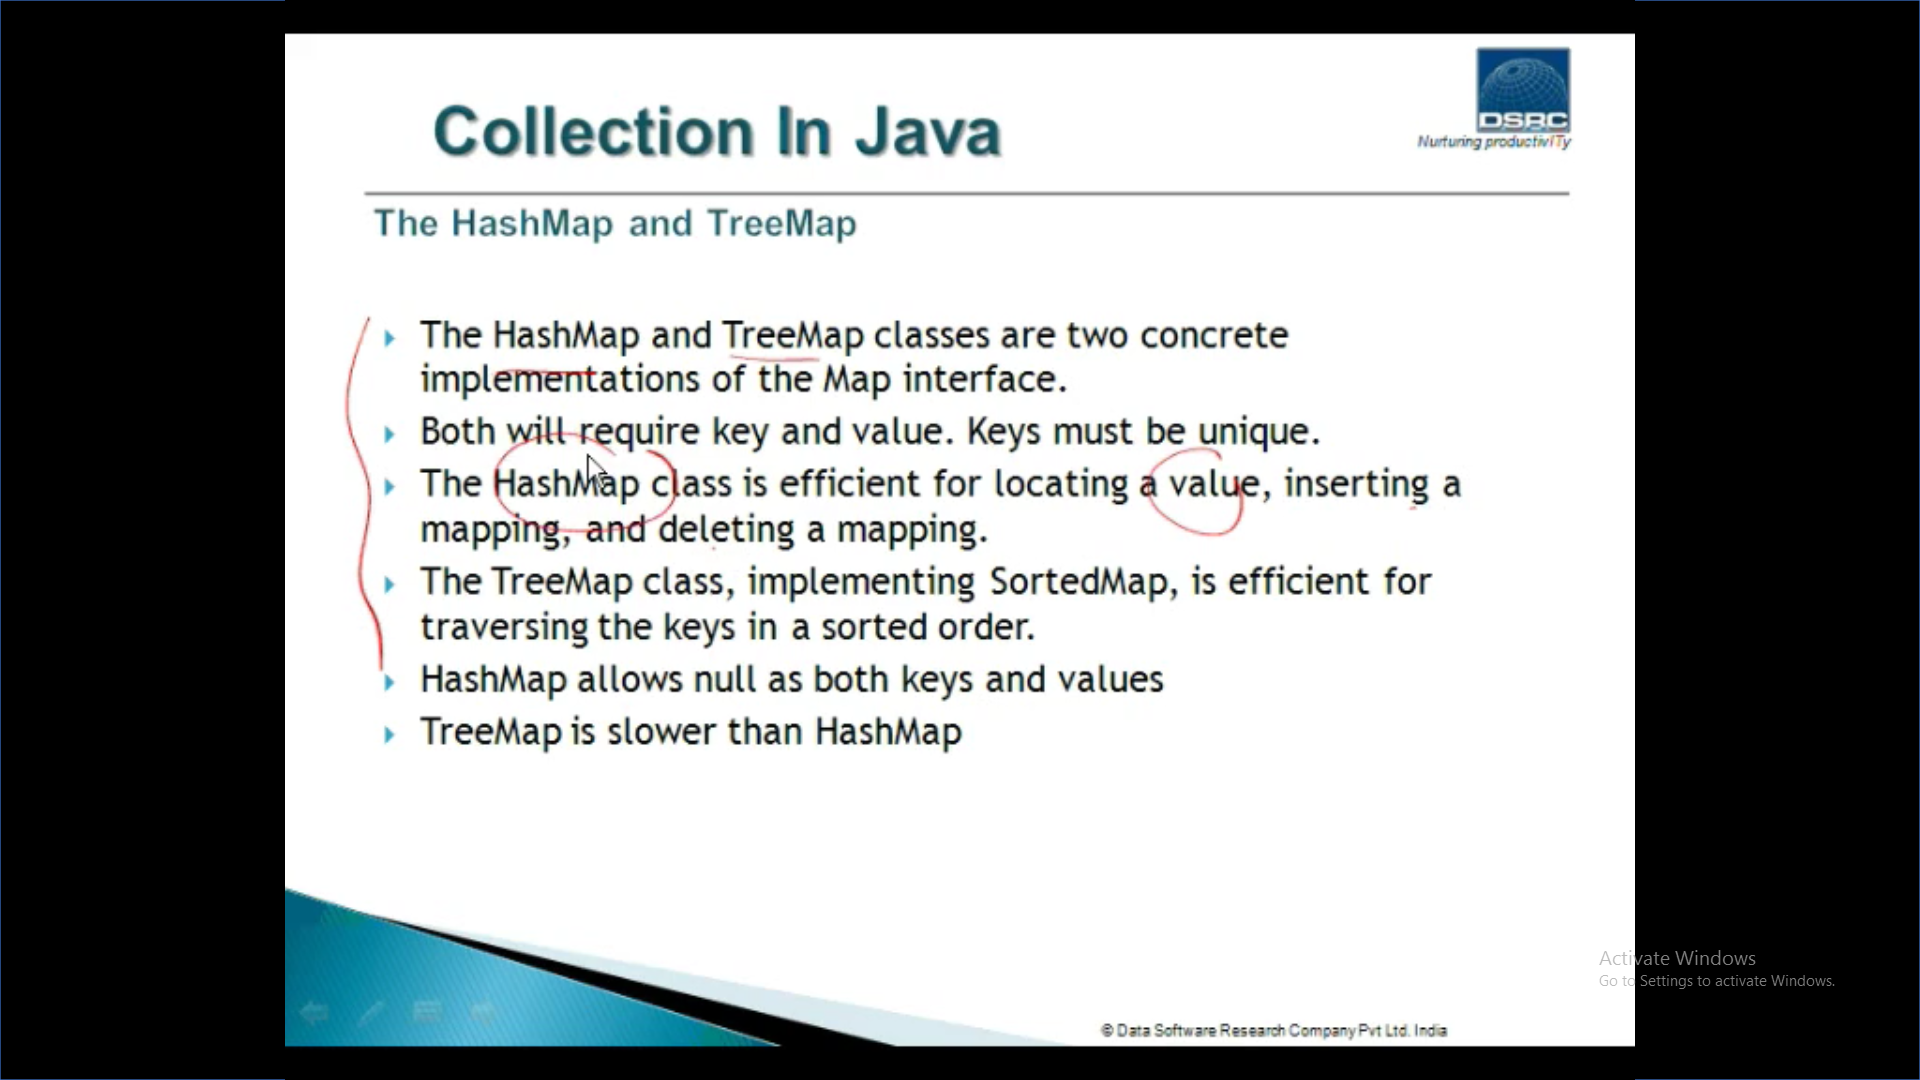 DSRC
Nurturing productivITy
Collection In Java
The HashMap and TreeMap
The HashMap and TreeMap classes are two concrete
implementations of the Map interface.
Both will require key and value. Keys must be unique.
The HashMap class is efficient for locating a value, inserting a
mapping, and deleting a mapping.
The TreeMap class, implementing SortedMap, is efficient for
traversing the keys in a sorted order.
HashMap allows null as both keys and values
TreeMap is slower than HashMap
Activate Windows
Go to Settings to activate Windows.
© Data Software Research Company Pvt Ltd. India